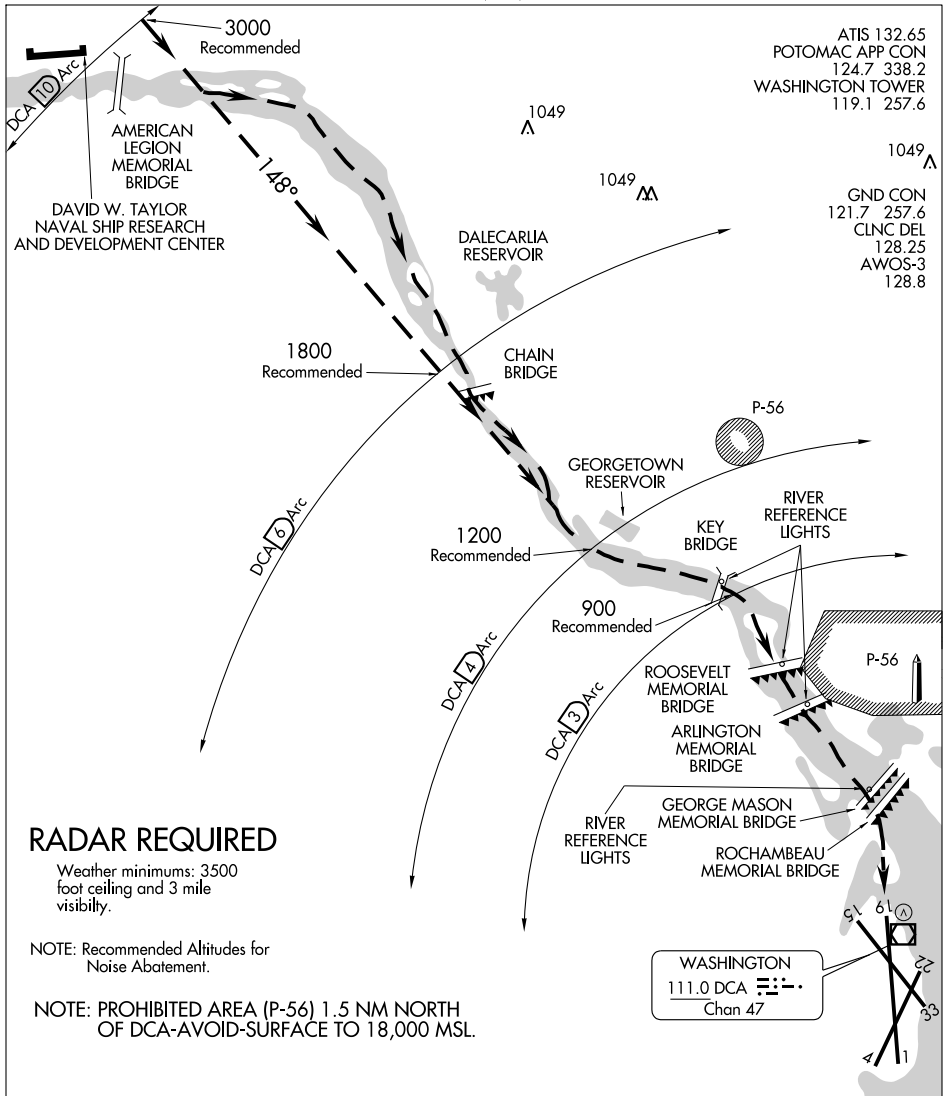 3000
Recommended
ATIS 132.65
POTOMAC APP CON
124.7 338.2
WASHINGTON TOWER
119.1 257.6
DCA 10 Arc
AMERICAN
LEGION
MEMORIAL
BRIDGE
1049
1049
1049
148°
GND CON
121.7 257.6
CLNC DEL
128.25
AWOS-3
128.8
DAVID W. TAYLOR
NAVAL SHIP RESEARCH
AND DEVELOPMENT CENTER
DALECARLIA
RESERVOIR
1800
Recommended
CHAIN
BRIDGE
P-56
GEORGETOWN
RESERVOIR
RIVER
REFERENCE
LIGHTS
KEY
BRIDGE
DCA 6 Arc
1200
Recommended
900
Recommended
P-56
DCA 4 Arc
ROOSEVELT
MEMORIAL
BRIDGE
DCA 3 Arc
ARLINGTON
MEMORIAL
BRIDGE
RIVER
REFERENCE
LIGHTS
GEORGE MASON
MEMORIAL BRIDGE
ROCHAMBEAU
MEMORIAL BRIDGE
RADAR REQUIRED
Weather minimums: 3500
foot ceiling and 3 mile
visibilty.
NOTE: Recommended Altitudes for
Noise Abatement.
NOTE: PROHIBITED AREA (P-56) 1.5 NM NORTH
OF DCA-AVOID-SURFACE TO 18,000 MSL.
WASHINGTON
111.0 DCA
Chan 47
15
19
22
33
4
1